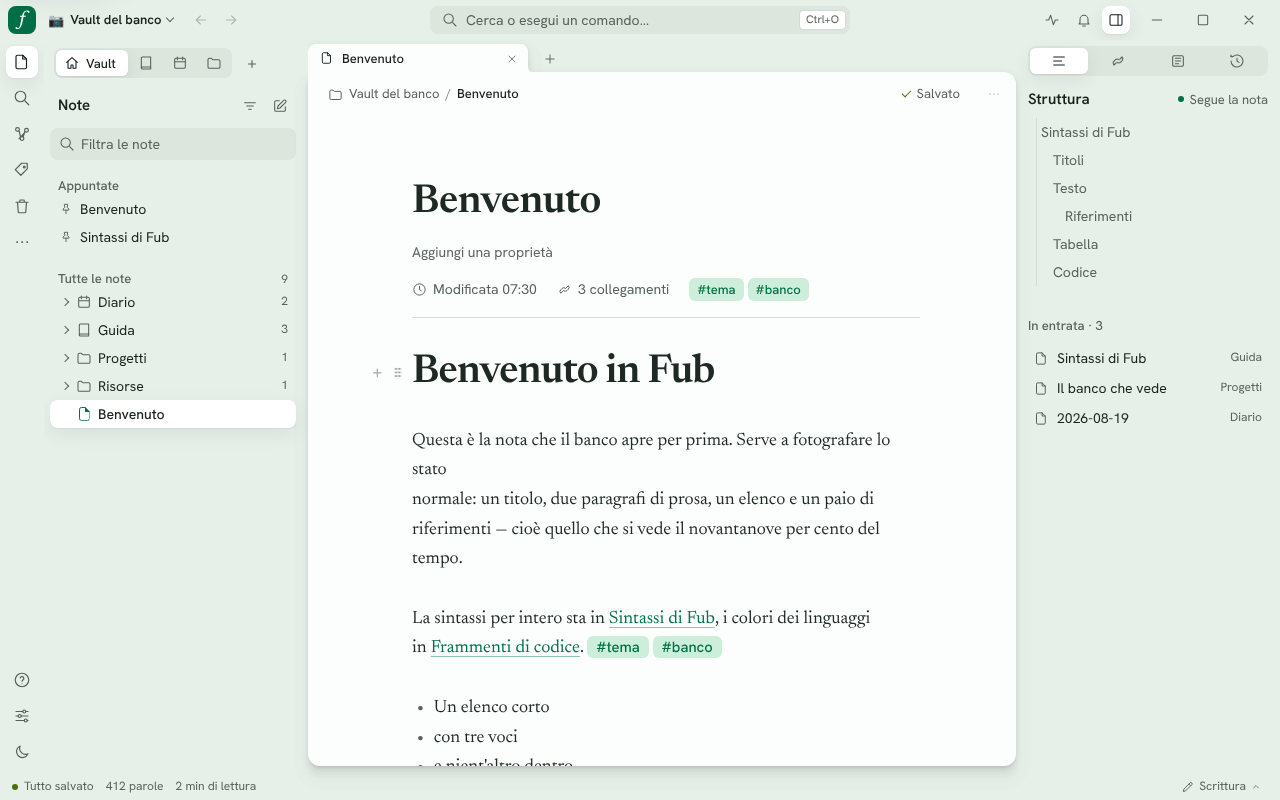 Vault del banco
Cerca o esegui un comando…
Ctrl+O
Vault
Note
Filtra le note
Appuntate
Benvenuto
Sintassi di Fub
Tutte le note 9
Diario 2
Guida 3
Progetti 1
Risorse 1
Benvenuto
Benvenuto
Vault del banco / Benvenuto
Salvato
Benvenuto
Aggiungi una proprietà
Modificata 07:30 3 collegamenti #tema #banco
Benvenuto in Fub
Questa è la nota che il banco apre per prima. Serve a fotografare lo
stato
normale: un titolo, due paragrafi di prosa, un elenco e un paio di
riferimenti — cioè quello che si vede il novantanove per cento del
tempo.
La sintassi per intero sta in Sintassi di Fub, i colori dei linguaggi
in Frammenti di codice. #tema #banco
• Un elenco corto
• con tre voci
• e nient'altro dentro
Struttura
Segue la nota
Sintassi di Fub
Titoli
Testo
Riferimenti
Tabella
Codice
In entrata · 3
Sintassi di Fub Guida
Il banco che vede Progetti
2026-08-19 Diario
Tutto salvato 412 parole 2 min di lettura
Scrittura